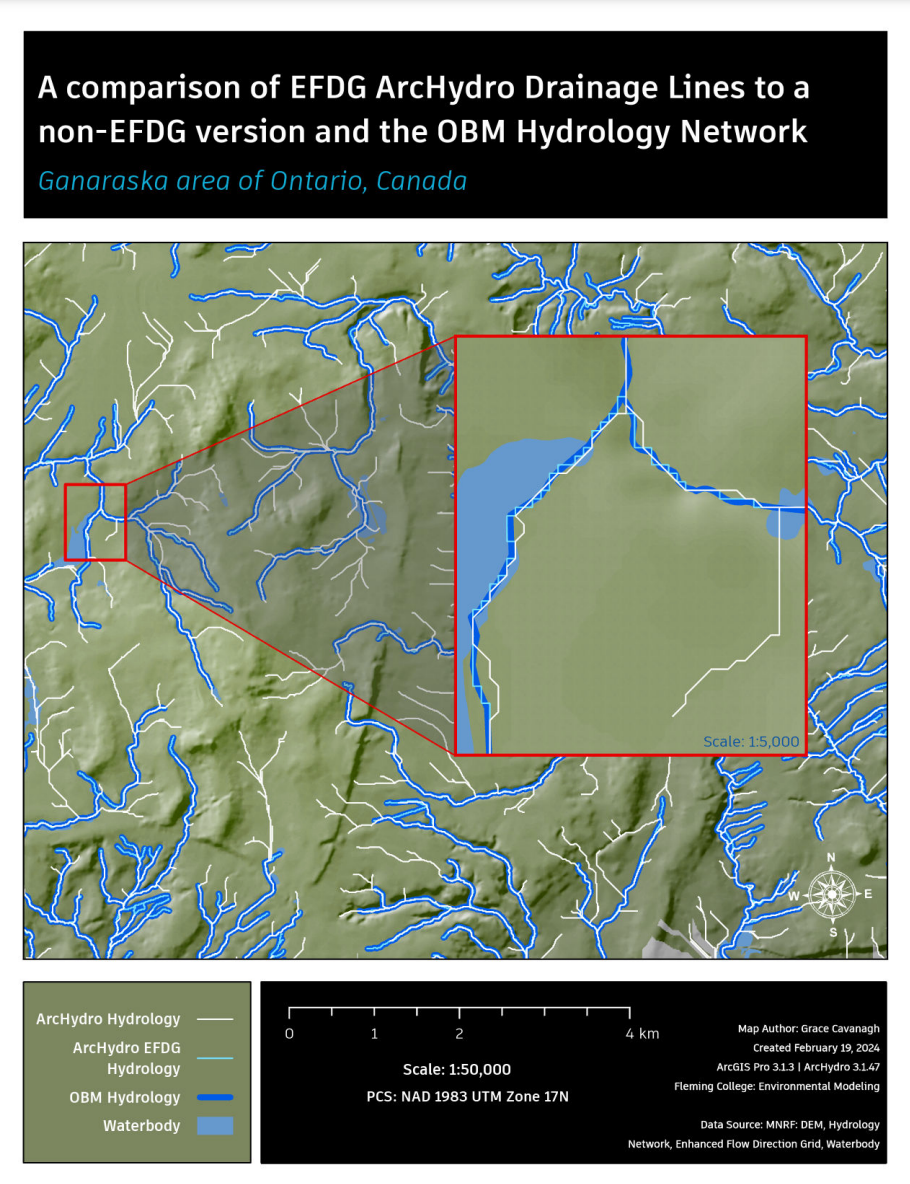 A comparison of EFDG ArcHydro Drainage Lines to a
non-EFDG version and the OBM Hydrology Network
Ganaraska area of Ontario, Canada
Scale: 1:5,000
N
W
E
S
ArcHydro Hydrology
ArcHydro EFDG
Hydrology
OBM Hydrology
Waterbody
0 1 2 4 km
Scale: 1:50,000
PCS: NAD 1983 UTM Zone 17N
Map Author: Grace Cavanagh
Created February 19, 2024
ArcGIS Pro 3.1.3 | ArcHydro 3.1.47
Fleming College: Environmental Modeling
Data Source: MNRF: DEM, Hydrology
Network, Enhanced Flow Direction Grid, Waterbody